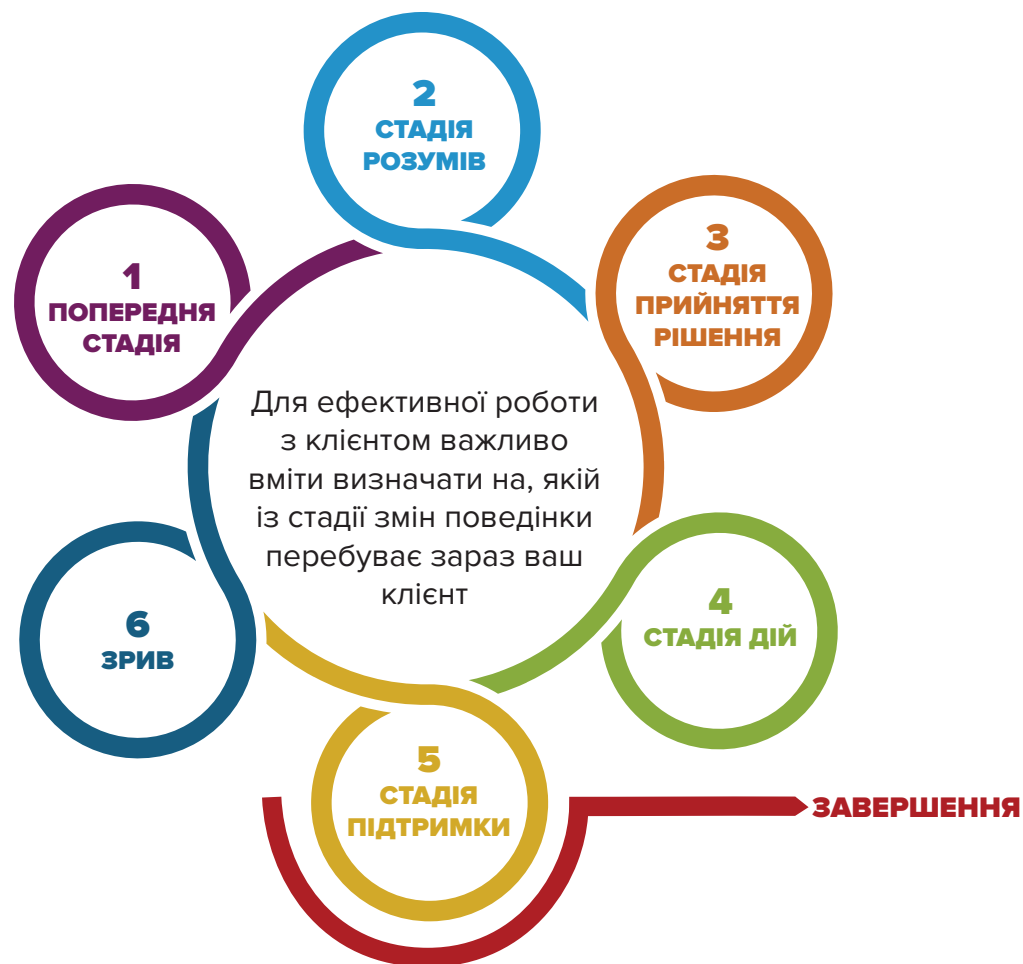 2
СТАДІЯ
РОЗУМІВ
1
ПОПЕРЕДНЯ
СТАДІЯ
3
СТАДІЯ
ПРИЙНЯТТЯ
РІШЕННЯ
Для ефективної роботи
з клієнтом важливо
вміти визначати на, якій
із стадії змін поведінки
перебуває зараз ваш
клієнт
4
СТАДІЯ ДІЙ
6
ЗРИВ
5
СТАДІЯ
ПІДТРИМКИ
ЗАВЕРШЕННЯ